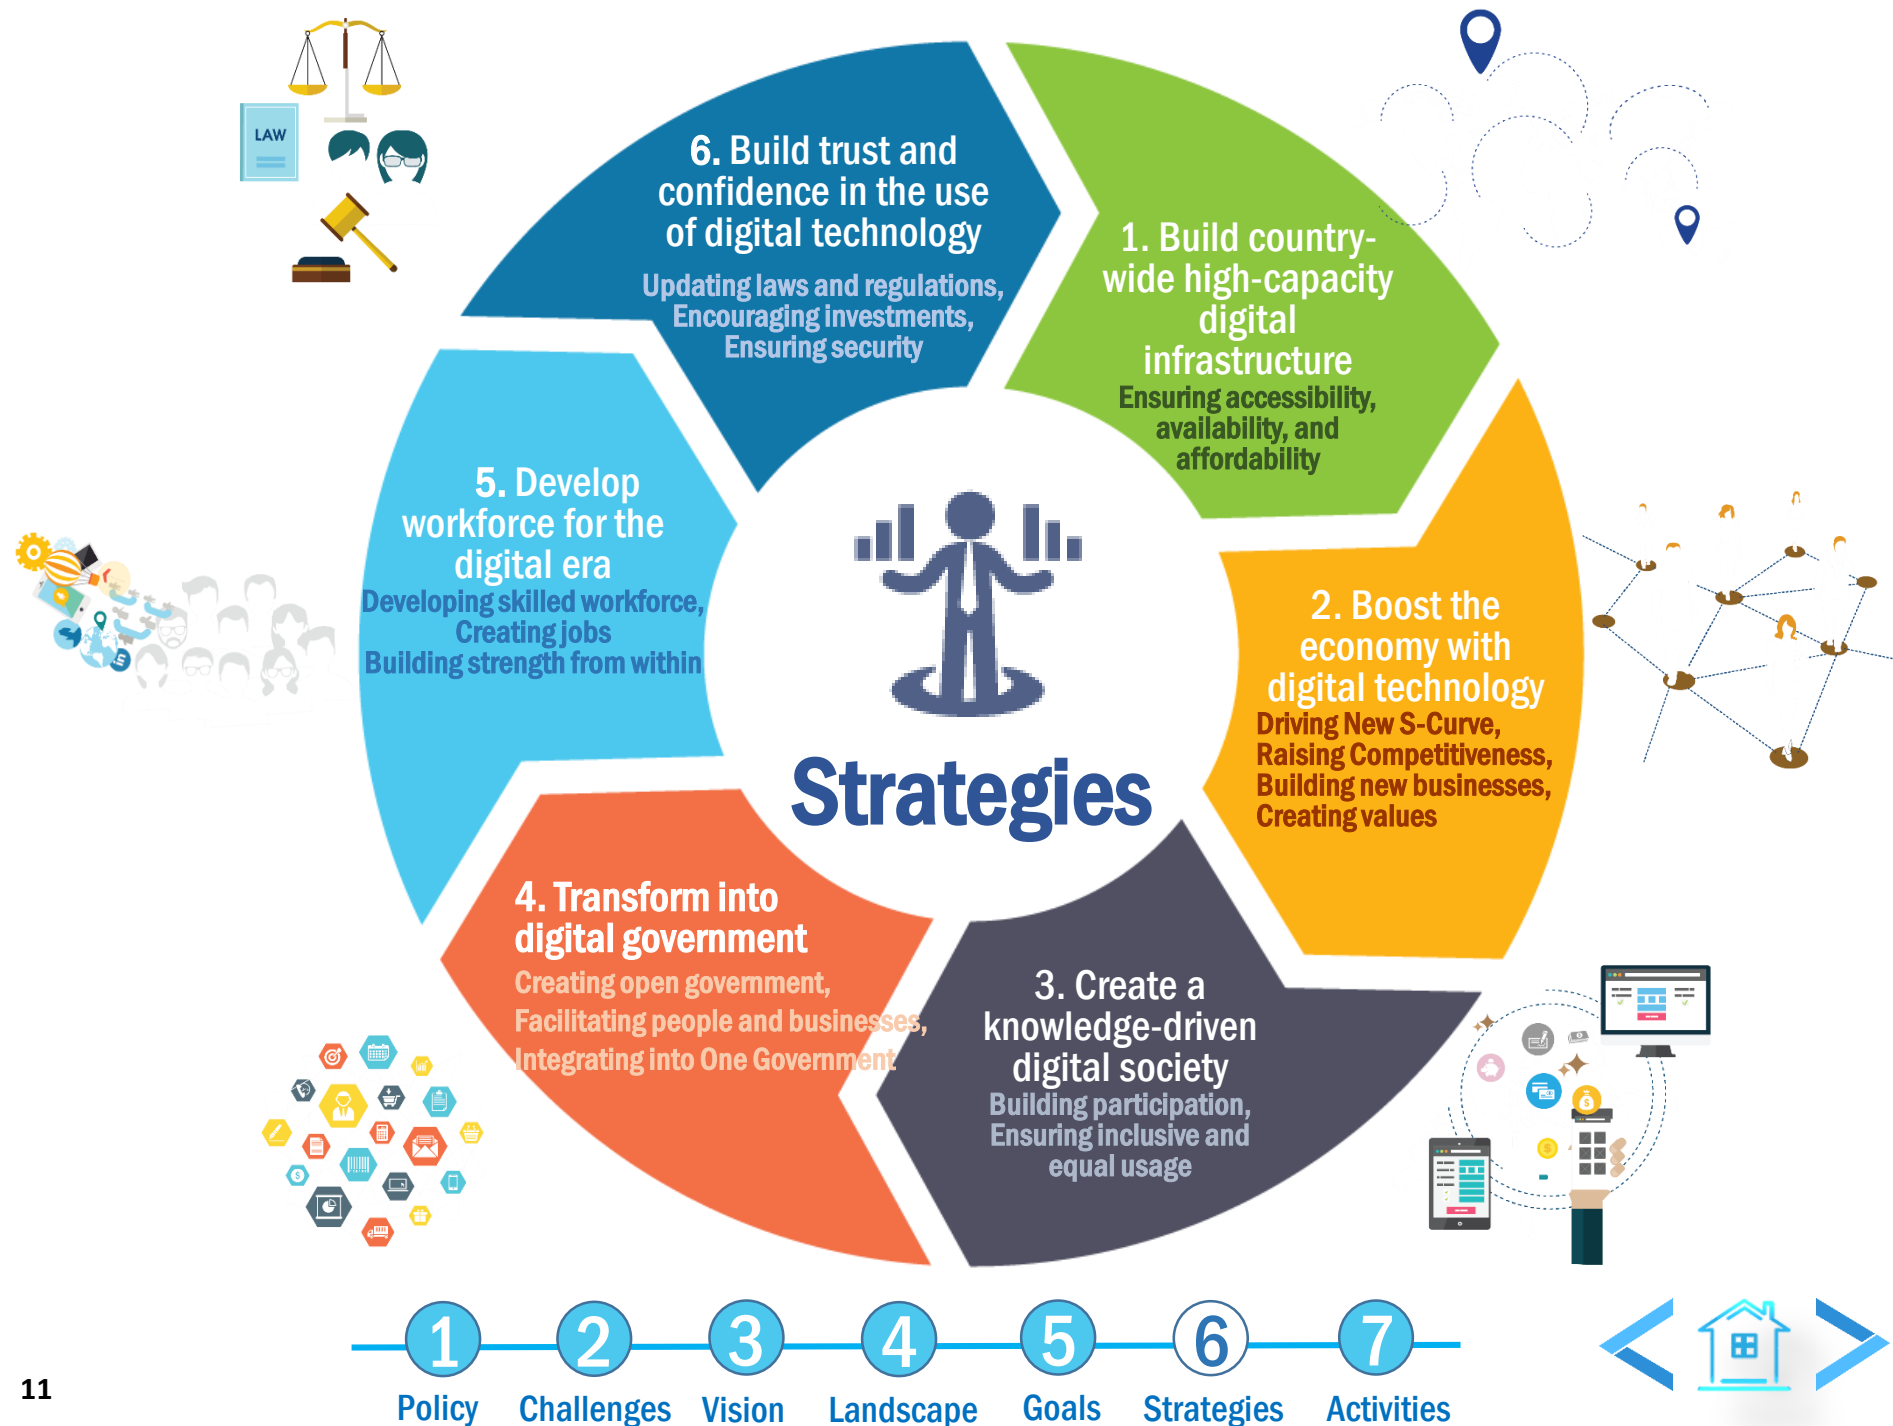 LAW
6. Build trust and
confidence in the use
of digital technology
Updating laws and regulations,
Encouraging investments,
Ensuring security
1. Build country-
wide high-capacity
digital
infrastructure
Ensuring accessibility,
availability, and
affordability
2. Boost the
economy with
digital technology
Driving New S-Curve,
Raising Competitiveness,
Building new businesses,
Creating values
3. Create a
knowledge-driven
digital society
Building participation,
Ensuring inclusive and
equal usage
4. Transform into
digital government
Creating open government,
Facilitating people and businesses,
Integrating into One Government
5. Develop
workforce for the
digital era
Developing skilled workforce,
Creating jobs
Building strength from within
Strategies
in
$
$
$
1 2 3 4 5 6 7
Policy Challenges Vision Landscape Goals Strategies Activities
11